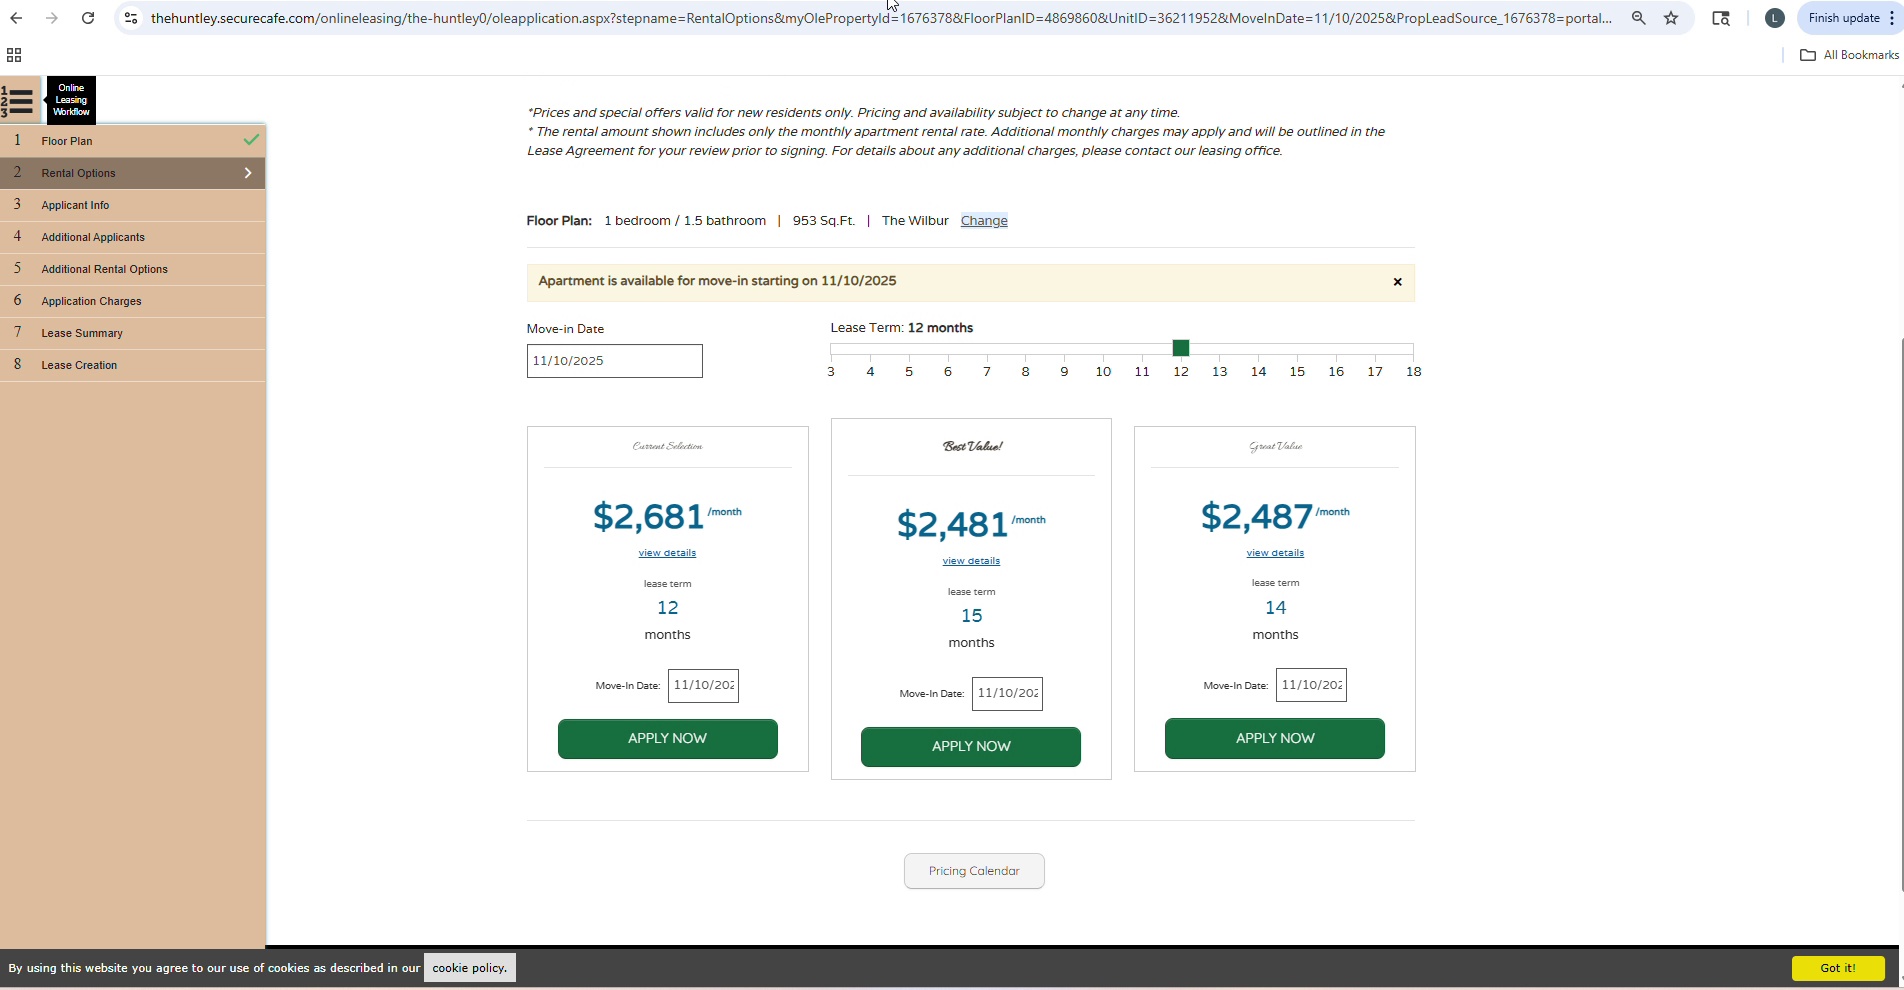 thehuntley.securecafe.com/onlineleasing/the-huntley0/oleapplication.aspx?stepname=RentalOptions&myOlePropertyId=1676378&FloorPlanID=4869860&UnitID=36211952&MoveInDate=11/10/2025&PropLeadSource_1676378=portal...
L
Finish update
All Bookmarks
Online
Leasing
Workflow
1 Floor Plan
2 Rental Options
3 Applicant Info
4 Additional Applicants
5 Additional Rental Options
6 Application Charges
7 Lease Summary
8 Lease Creation
*Prices and special offers valid for new residents only. Pricing and availability subject to change at any time.
* The rental amount shown includes only the monthly apartment rental rate. Additional monthly charges may apply and will be outlined in the
Lease Agreement for your review prior to signing. For details about any additional charges, please contact our leasing office.
Floor Plan: 1 bedroom / 1.5 bathroom | 953 Sq.Ft. | The Wilbur Change
Apartment is available for move-in starting on 11/10/2025 ×
Move-in Date
11/10/2025
Lease Term: 12 months
3 4 5 6 7 8 9 10 11 12 13 14 15 16 17 18
Current Selection
$2,681 /month
view details
lease term
12
months
Move-In Date: 11/10/202
APPLY NOW
Best Value!
$2,481 /month
view details
lease term
15
months
Move-In Date: 11/10/202
APPLY NOW
Great Value
$2,487 /month
view details
lease term
14
months
Move-In Date: 11/10/202
APPLY NOW
Pricing Calendar
By using this website you agree to our use of cookies as described in our cookie policy.
Got it!